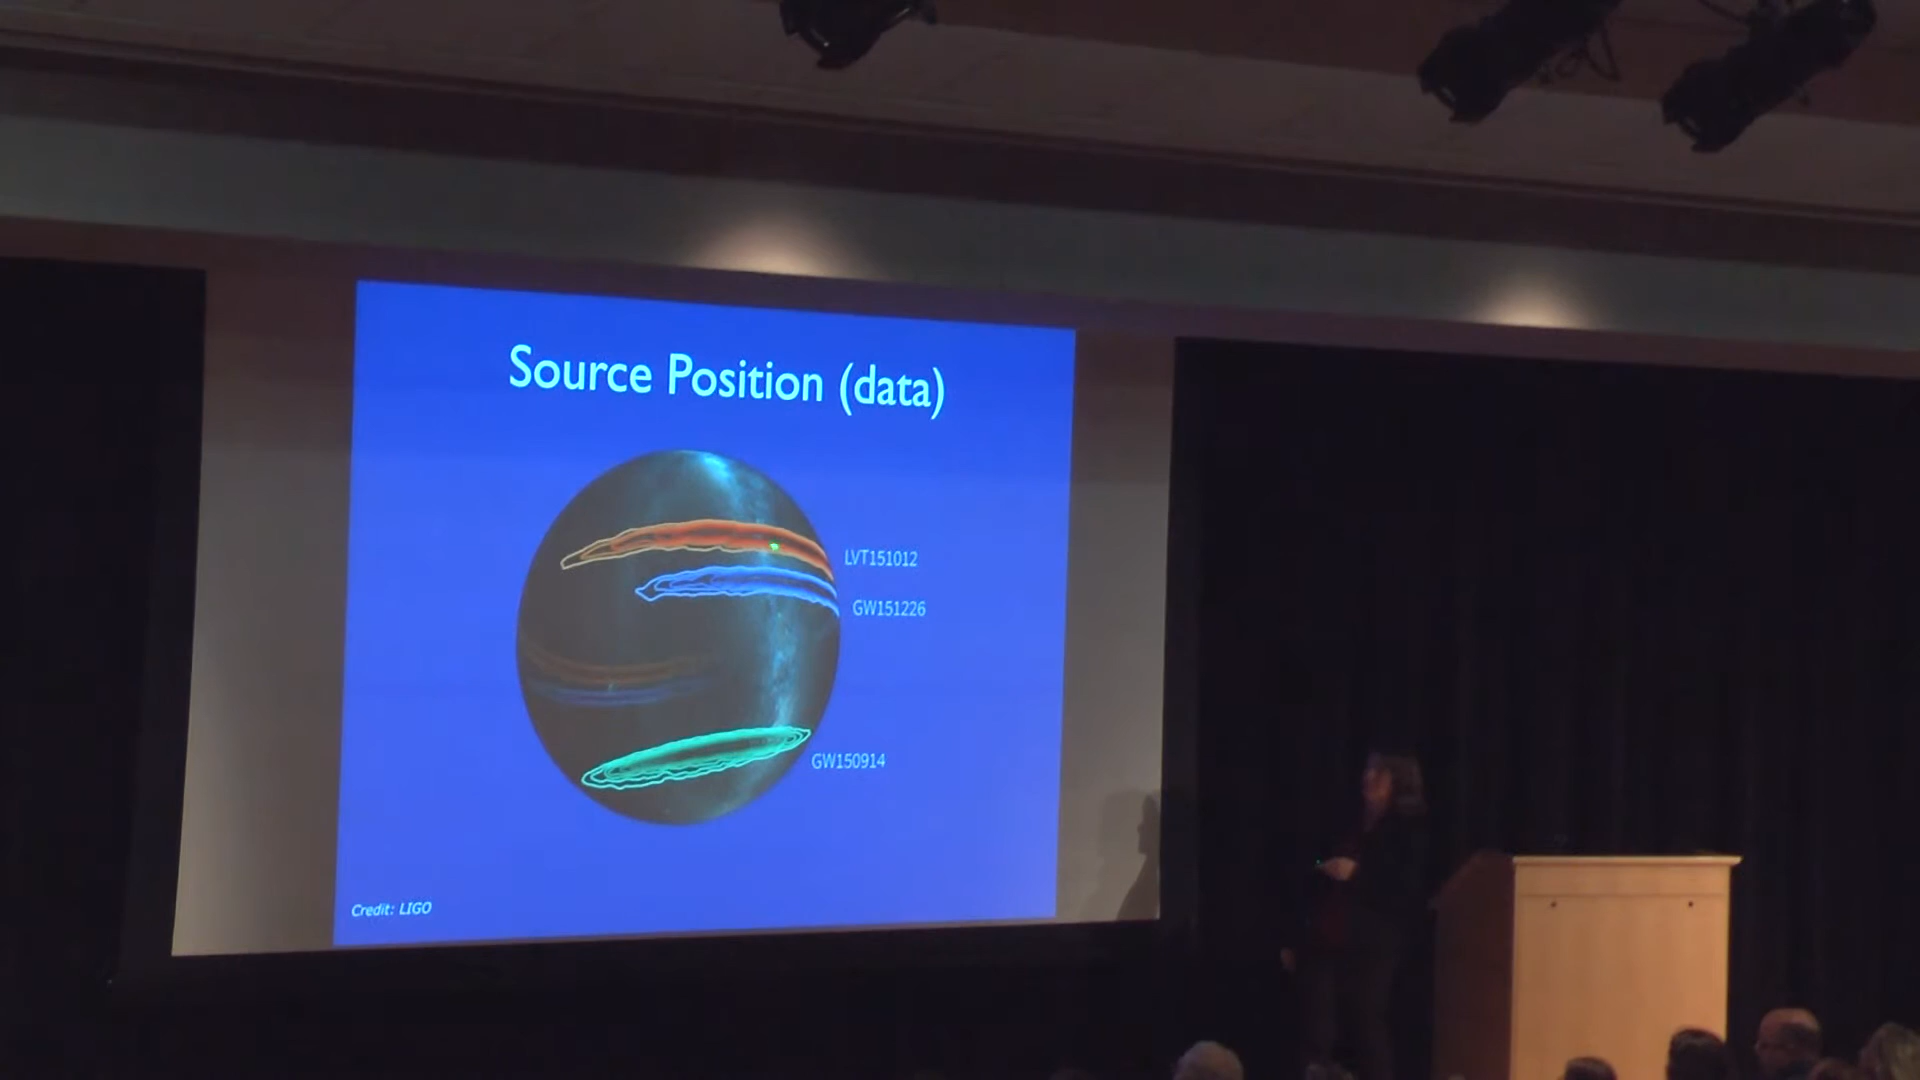 Source Position (data)
LVT151012
GW151226
GW150914
Credit: LIGO